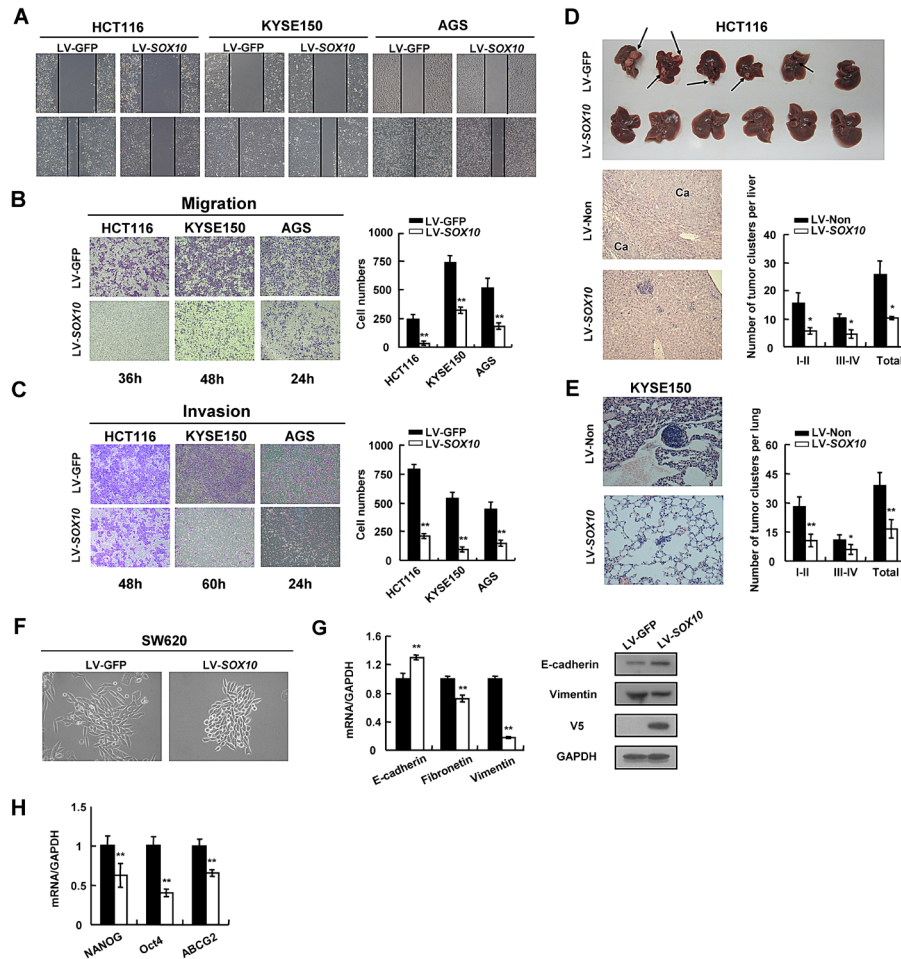 A
HCT116 KYSE150 AGS
LV-GFP LV-SOX10 LV-GFP LV-SOX10 LV-GFP LV-SOX10
B
Migration
HCT116 KYSE150 AGS
LV-GFP
LV-SOX10
36h 48h 24h
LV-GFP
LV-SOX10
Cell numbers
1000
750
500
250
0
** ** **
HCT116 KYSE150 AGS
C
Invasion
HCT116 KYSE150 AGS
LV-GFP
LV-SOX10
48h 60h 24h
LV-GFP
LV-SOX10
Cell numbers
1000
750
500
250
0
** ** **
HCT116 KYSE150 AGS
D
HCT116
LV-GFP
LV-SOX10
LV-Non
Ca
Ca
LV-SOX10
LV-Non
LV-SOX10
Number of tumor clusters per liver
40
30
20
10
0
* * *
I-II III-IV Total
E
KYSE150
LV-Non
LV-SOX10
LV-Non
LV-SOX10
Number of tumor clusters per lung
60
45
30
15
0
** * **
I-II III-IV Total
F
SW620
LV-GFP LV-SOX10
G
mRNA/GAPDH
1.6
1.2
0.8
0.4
0
** ** **
E-cadherin Fibronetin Vimentin
LV-GFP LV-SOX10
E-cadherin
Vimentin
V5
GAPDH
H
mRNA/GAPDH
1.5
1
0.5
0
** ** **
NANOG Oct4 ABCG2